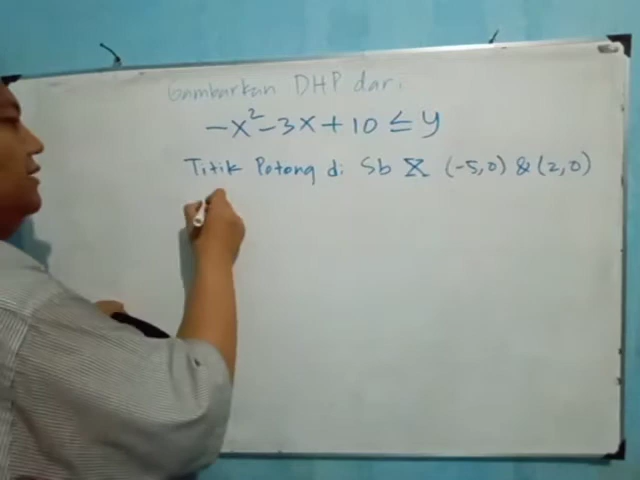 Gambarkan DHP dari
-x²-3x+10 ≤ y
Titik Potong di Sb X (-5,0) & (2,0)